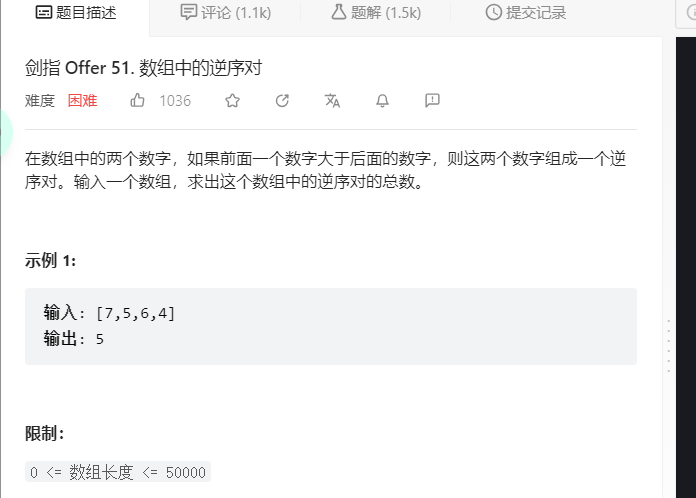 题目描述 评论 (1.1k) 题解 (1.5k) 提交记录
剑指 Offer 51. 数组中的逆序对
难度 困难 1036
在数组中的两个数字，如果前面一个数字大于后面的数字，则这两个数字组成一个逆
序对。输入一个数组，求出这个数组中的逆序对的总数。
示例 1:
输入: [7,5,6,4]
输出: 5
限制：
0 <= 数组长度 <= 50000